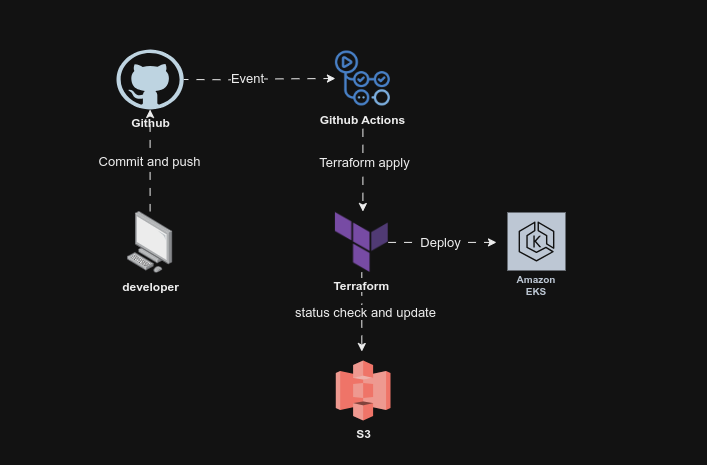 Event
Github
Github Actions
Commit and push
Terraform apply
Deploy
K
developer
Terraform
Amazon
EKS
status check and update
S3